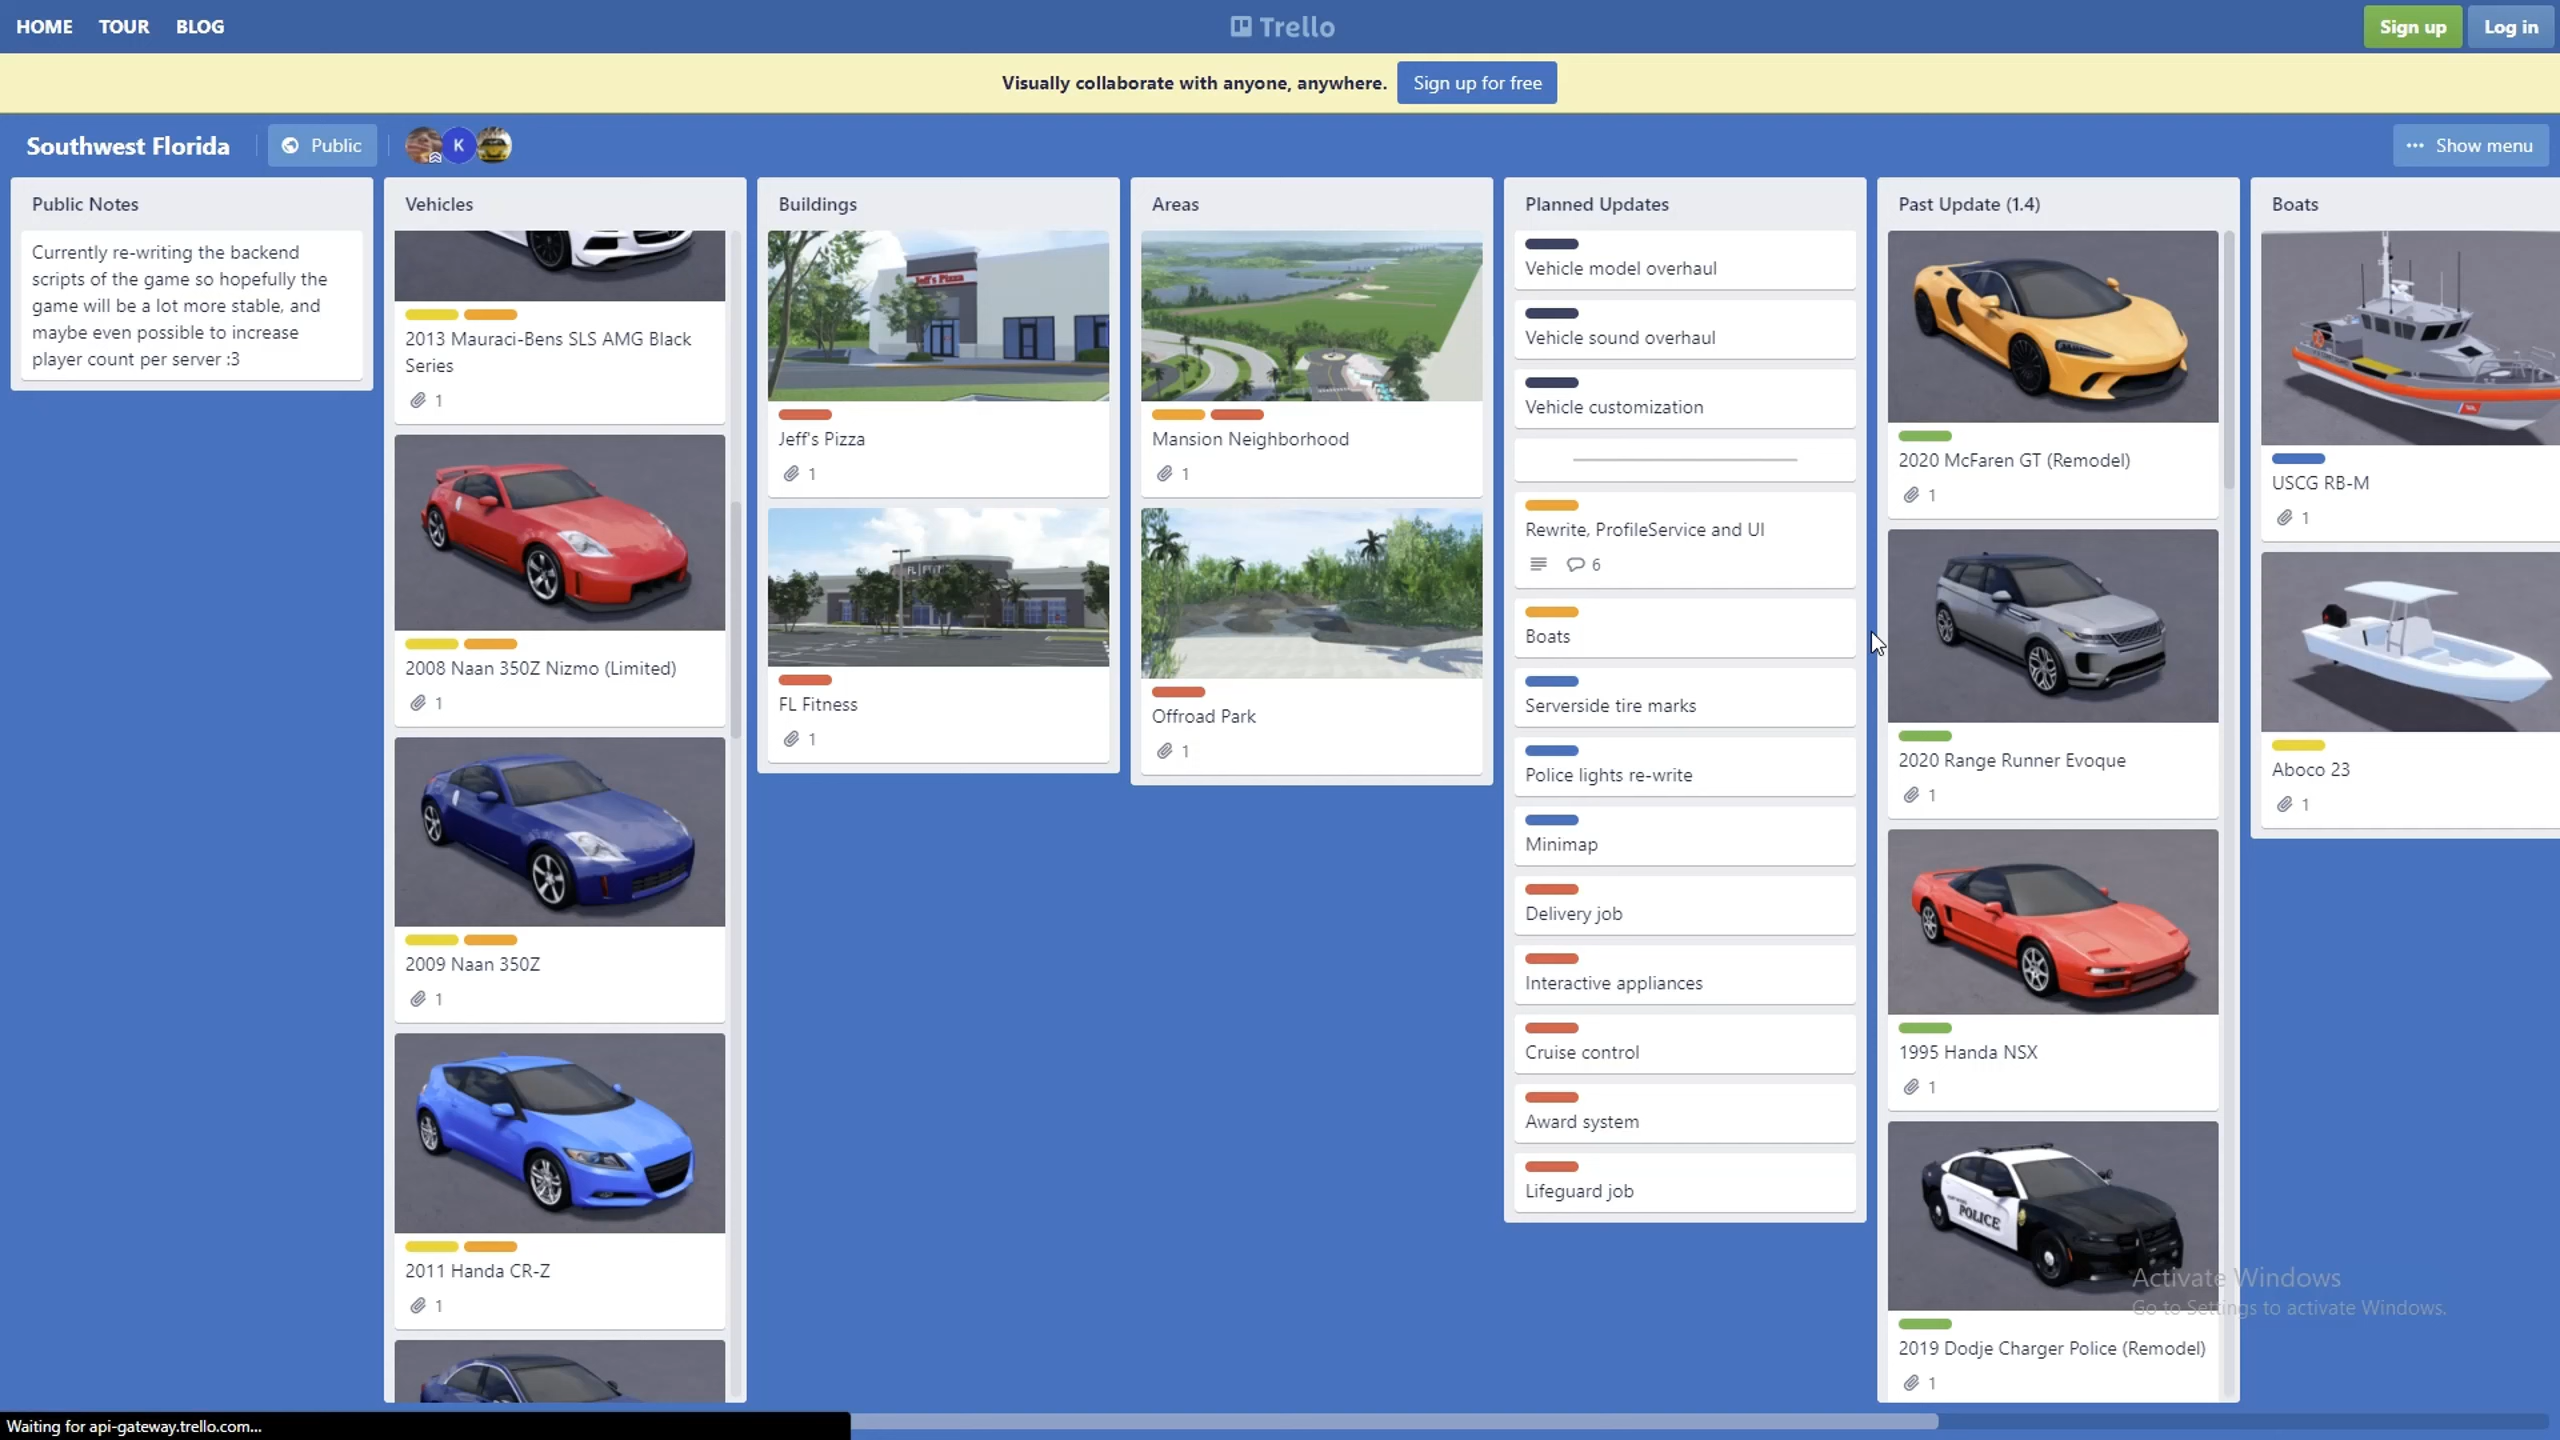 HOME TOUR BLOG
Trello
Sign up
Log in
Visually collaborate with anyone, anywhere.
Sign up for free
Southwest Florida
Public
K
Show menu
Public Notes
Currently re-writing the backend
scripts of the game so hopefully the
game will be a lot more stable, and
maybe even possible to increase
player count per server :3
Vehicles
2013 Mauraci-Bens SLS AMG Black
Series
1
2008 Naan 350Z Nizmo (Limited)
1
2009 Naan 350Z
1
2011 Handa CR-Z
1
Buildings
Jeff's Pizza
Jeff's Pizza
1
FL Fitness
1
Areas
Mansion Neighborhood
1
Offroad Park
1
Planned Updates
Vehicle model overhaul
Vehicle sound overhaul
Vehicle customization
Rewrite, ProfileService and UI
6
Boats
Serverside tire marks
Police lights re-write
Minimap
Delivery job
Interactive appliances
Cruise control
Award system
Lifeguard job
Past Update (1.4)
2020 McFaren GT (Remodel)
1
2020 Range Runner Evoque
1
1995 Handa NSX
1
POLICE
2019 Dodje Charger Police (Remodel)
1
Boats
USCG RB-M
1
Aboco 23
1
Activate Windows
Go to Settings to activate Windows.
Waiting for api-gateway.trello.com...